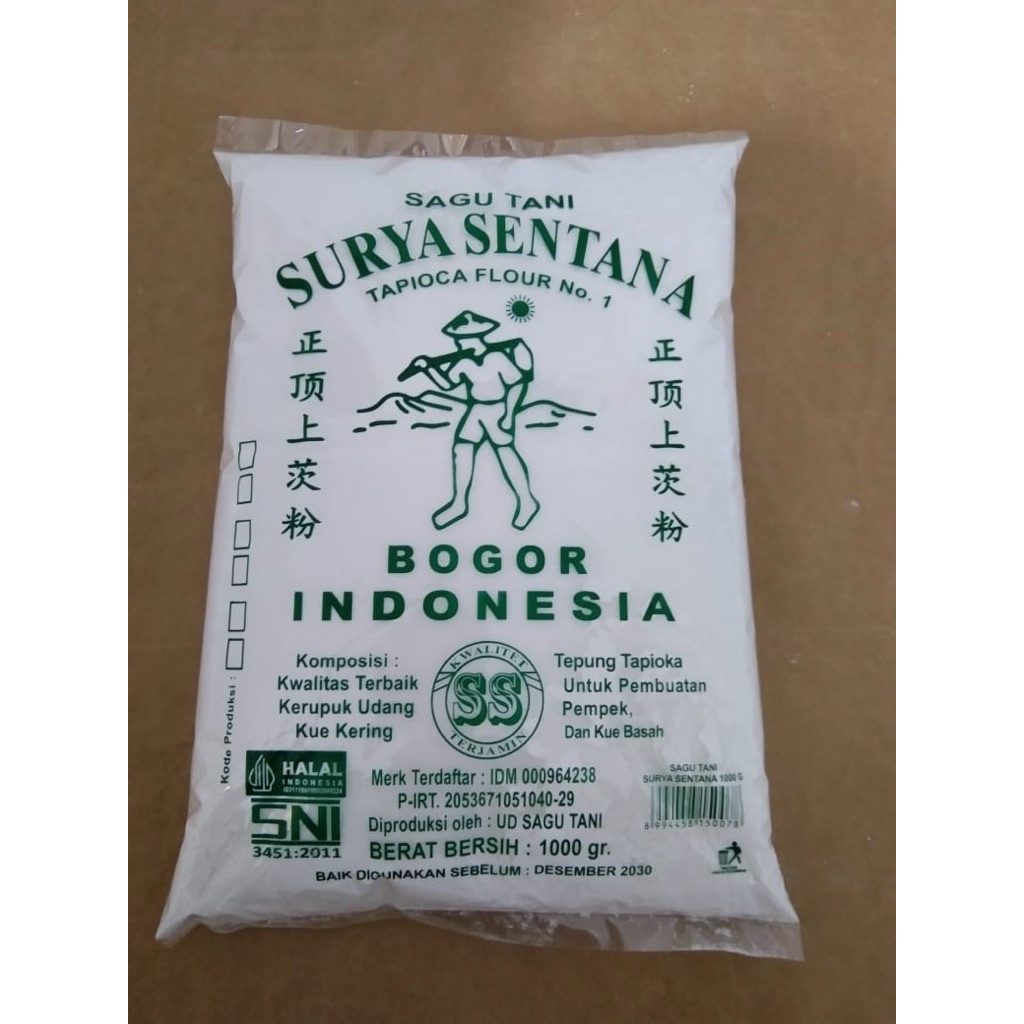 SAGU TANI
SURYA SENTANA
TAPIOCA FLOUR No. 1
正顶上茨粉
正顶上茨粉
BOGOR
INDONESIA
Komposisi :
Kwalitas Terbaik
Kerupuk Udang
Kue Kering
KWALITET
SS
TERJAMIN
Tepung Tapioka
Untuk Pembuatan
Pempek,
Dan Kue Basah
Kode Produksi :
HALAL
INDONESIA
SNI
3451:2011
Merk Terdaftar : IDM 000964238
P-IRT. 2053671051040-29
Diproduksi oleh : UD SAGU TANI
BERAT BERSIH : 1000 gr.
BAIK DIGUNAKAN SEBELUM : DESEMBER 2030
SAGU TANI
SURYA SENTANA 1000 G
8 994458 150078